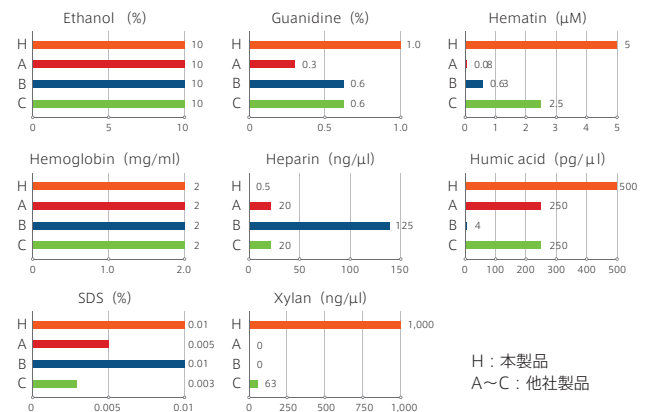 Ethanol (%)
H 10
A 10
B 10
C 10
0 5 10
Guanidine (%)
H 1.0
A 0.3
B 0.6
C 0.6
0 0.5 1.0
Hematin (μM)
H 5
A 0.08
B 0.63
C 2.5
0 1 2 3 4 5
Hemoglobin (mg/ml)
H 2
A 2
B 2
C 2
0 1.0 2.0
Heparin (ng/μl)
H 0.5
A 20
B 125
C 20
0 50 100 150
Humic acid (pg/μl)
H 500
A 250
B 4
C 250
0 100 200 300 400 500
SDS (%)
H 0.01
A 0.005
B 0.01
C 0.003
0 0.005 0.01
Xylan (ng/μl)
H 1,000
A 0
B 0
C 63
0 250 500 750 1,000
H:本製品
A~C:他社製品